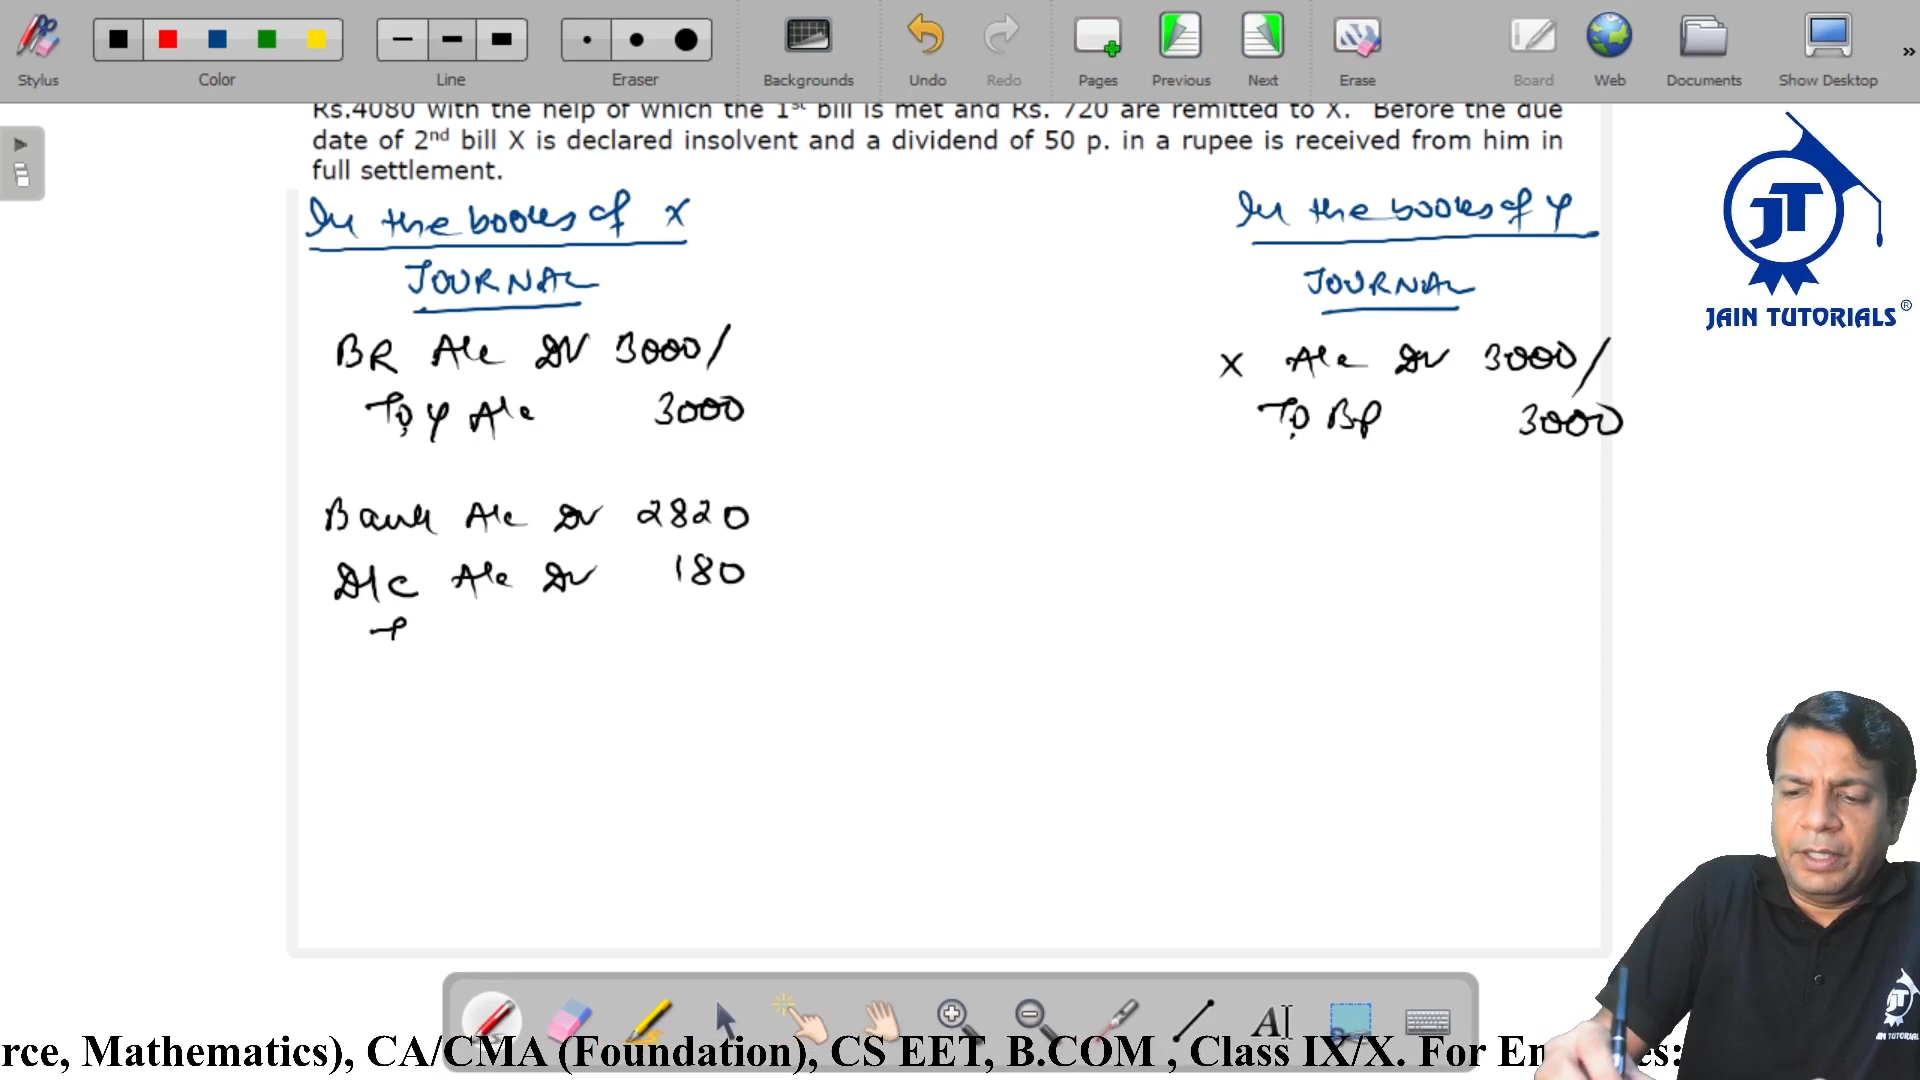 Stylus
Color
Line
Eraser
Backgrounds
Undo
Redo
Pages
Previous
Next
Erase
Board
Web
Documents
Show Desktop
»
Rs.4080 with the help of which the 1st bill is met and Rs. 720 are remitted to X. Before the due
date of 2nd bill X is declared insolvent and a dividend of 50 p. in a rupee is received from him in
full settlement.
In the books of X
JOURNAL
BR A/c Dr 3000/
To Y A/c 3000
Bank A/c Dr 2820
D/C A/c Dr 180
In the books of Y
JOURNAL
X A/c Dr 3000/
To BP 3000
JT
JAIN TUTORIALS®
JAIN TUTORIALS
rce, Mathematics), CA/CMA (Foundation), CS EET, B.COM , Class IX/X. For En es: